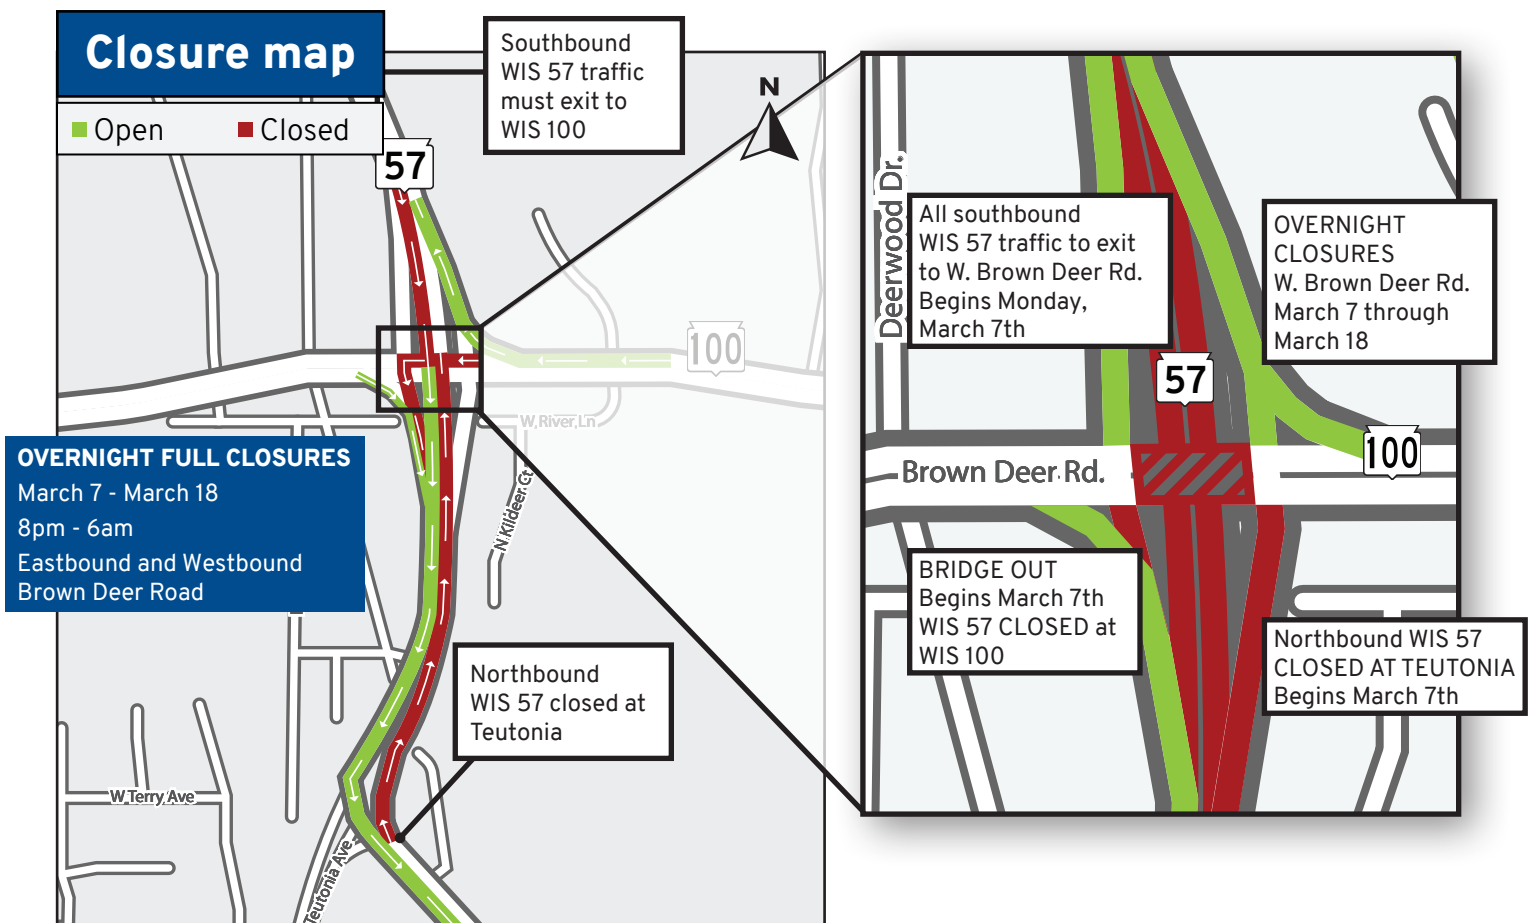 Closure map
Open
Closed
Southbound
WIS 57 traffic
must exit to
WIS 100
N
57
100
W River Ln
N Kildeer Ct
OVERNIGHT FULL CLOSURES
March 7 - March 18
8pm - 6am
Eastbound and Westbound
Brown Deer Road
Northbound
WIS 57 closed at
Teutonia
W Terry Ave
Teutonia Ave
Deerwood Dr.
All southbound
WIS 57 traffic to exit
to W. Brown Deer Rd.
Begins Monday,
March 7th
OVERNIGHT
CLOSURES
W. Brown Deer Rd.
March 7 through
March 18
57
100
Brown Deer Rd.
BRIDGE OUT
Begins March 7th
WIS 57 CLOSED at
WIS 100
Northbound WIS 57
CLOSED AT TEUTONIA
Begins March 7th